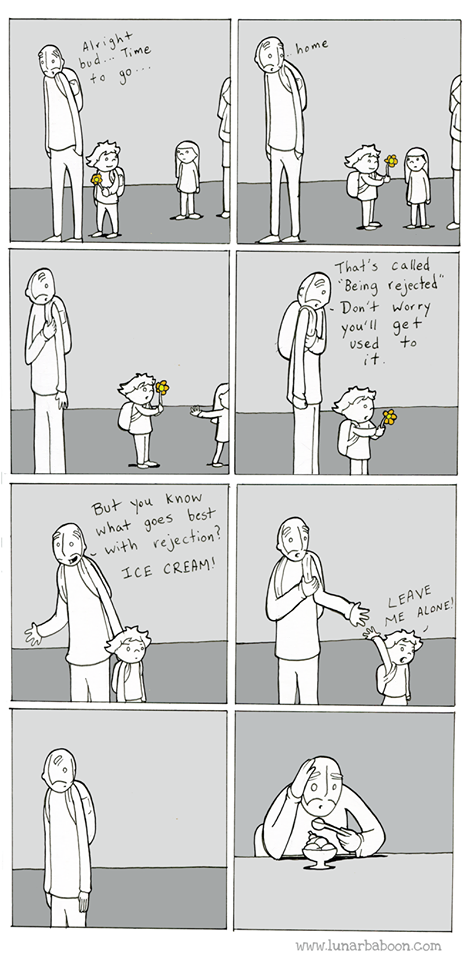 Alright
bud... Time
to go...
...home
That's called
"Being rejected"
Don't worry
you'll get
used to
it.
But you know
what goes best
with rejection?
ICE CREAM!
LEAVE
ME ALONE!
www.lunarbaboon.com